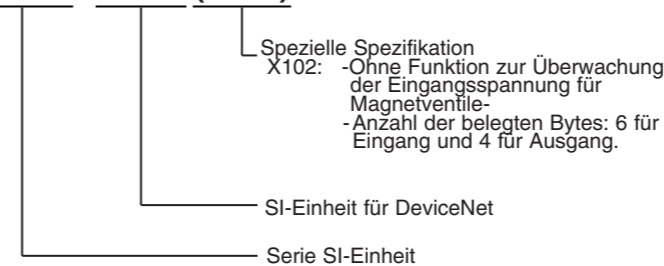 Spezielle Spezifikation
X102: -Ohne Funktion zur Überwachung
der Eingangsspannung für
Magnetventile-
-Anzahl der belegten Bytes: 6 für
Eingang und 4 für Ausgang.
SI-Einheit für DeviceNet
Serie SI-Einheit